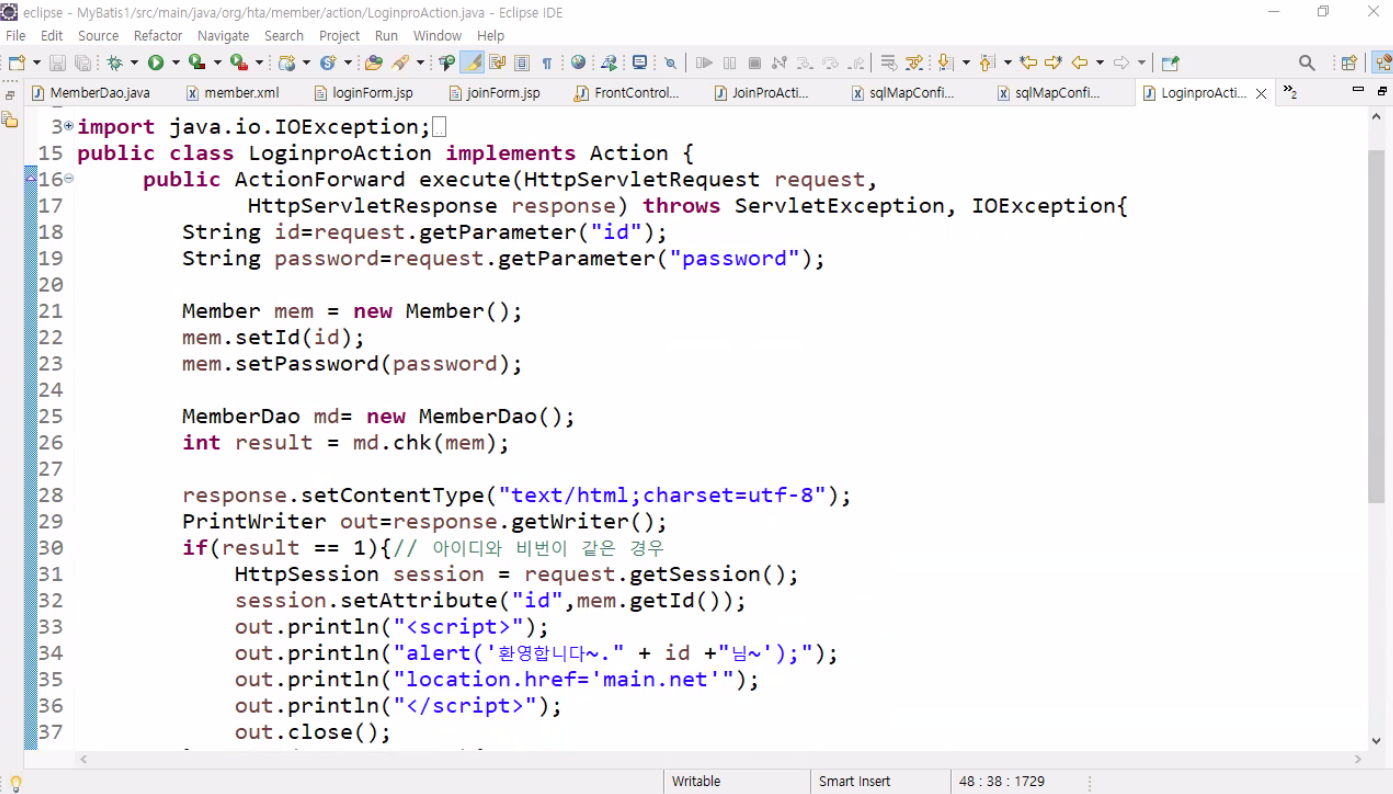 eclipse - MyBatis1/src/main/java/org/hta/member/action/LoginproAction.java - Eclipse IDE
File Edit Source Refactor Navigate Search Project Run Window Help
MemberDao.java member.xml loginForm.jsp joinForm.jsp FrontControl... JoinProActi... sqlMapConfi... sqlMapConfi... LoginproActi... »2
3 import java.io.IOException;
15 public class LoginproAction implements Action {
16 public ActionForward execute(HttpServletRequest request,
17 HttpServletResponse response) throws ServletException, IOException{
18 String id=request.getParameter("id");
19 String password=request.getParameter("password");
20
21 Member mem = new Member();
22 mem.setId(id);
23 mem.setPassword(password);
24
25 MemberDao md= new MemberDao();
26 int result = md.chk(mem);
27
28 response.setContentType("text/html;charset=utf-8");
29 PrintWriter out=response.getWriter();
30 if(result == 1){// 아이디와 비번이 같은 경우
31 HttpSession session = request.getSession();
32 session.setAttribute("id",mem.getId());
33 out.println("<script>");
34 out.println("alert('환영합니다~." + id +"님~');");
35 out.println("location.href='main.net'");
36 out.println("</script>");
37 out.close();
Writable Smart Insert 48 : 38 : 1729